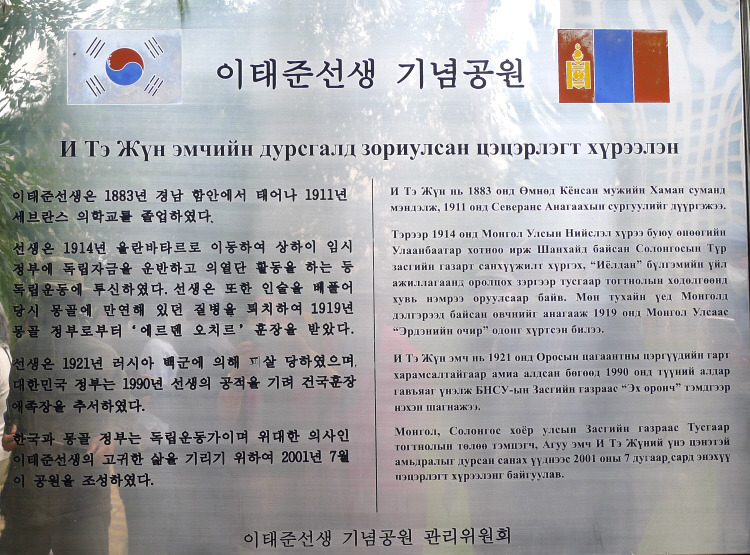 이태준선생 기념공원
И Тэ Жүн эмчийн дурсгалд зориулсан цэцэрлэгт хүрээлэн
이태준선생은 1883년 경남 함안에서 태어나 1911년
세브란스 의학교를 졸업하였다.
선생은 1914년 울란바타르로 이동하여 상하이 임시
정부에 독립자금을 운반하고 의열단 활동을 하는 등
독립운동에 투신하였다. 선생은 또한 인술을 베풀어
당시 몽골에 만연해 있던 질병을 퇴치하여 1919년
몽골 정부로부터 '에르덴 오치르' 훈장을 받았다.
선생은 1921년 러시아 백군에 의해 피살 당하였으며,
대한민국 정부는 1990년 선생의 공적을 기려 건국훈장
애족장을 추서하였다.
한국과 몽골 정부는 독립운동가이며 위대한 의사인
이태준선생의 고귀한 삶을 기리기 위하여 2001년 7월
이 공원을 조성하였다.
И Тэ Жүн нь 1883 онд Өмнөд Кёнсан мужийн Хаман суманд
мэндэлж, 1911 онд Северанс Анагаахын сургуулийг дүүргэжээ.
Тэрээр 1914 онд Монгол Улсын Нийслэл хүрээ буюу өнөөгийн
Улаанбаатар хотноо ирж Шанхайд байсан Солонгосын Түр
засгийн газарт санхүүжилт хүргэх, "Иёлдан" бүлгэмийн үйл
ажиллагаанд оролцох зэргээр тусгаар тогтнолын хөдөлгөөнд
хувь нэмрээ оруулсаар байв. Мөн тухайн үед Монголд
дэлгэрээд байсан өвчнийг анагааж 1919 онд Монгол Улсаас
"Эрдэнийн очир" одонг хүртсэн билээ.
И Тэ Жүн эмч нь 1921 онд Оросын цагаантны цэргүүдийн гарт
харамсалтайгаар амиа алдсан бөгөөд 1990 онд түүний алдар
гавъяаг үнэлж БНСУ-ын Засгийн газраас "Эх оронч" тэмдгээр
нэхэн шагнажээ.
Монгол, Солонгос хоёр улсын Засгийн газраас Тусгаар
тогтнолын төлөө тэмцэгч, Агуу эмч И Тэ Жүний үнэ цэнэтэй
амьдралыг дурсан санах үүднээс 2001 оны 7 дугаар сард энэхүү
цэцэрлэгт хүрээлэнг байгуулав.
이태준선생 기념공원 관리위원회